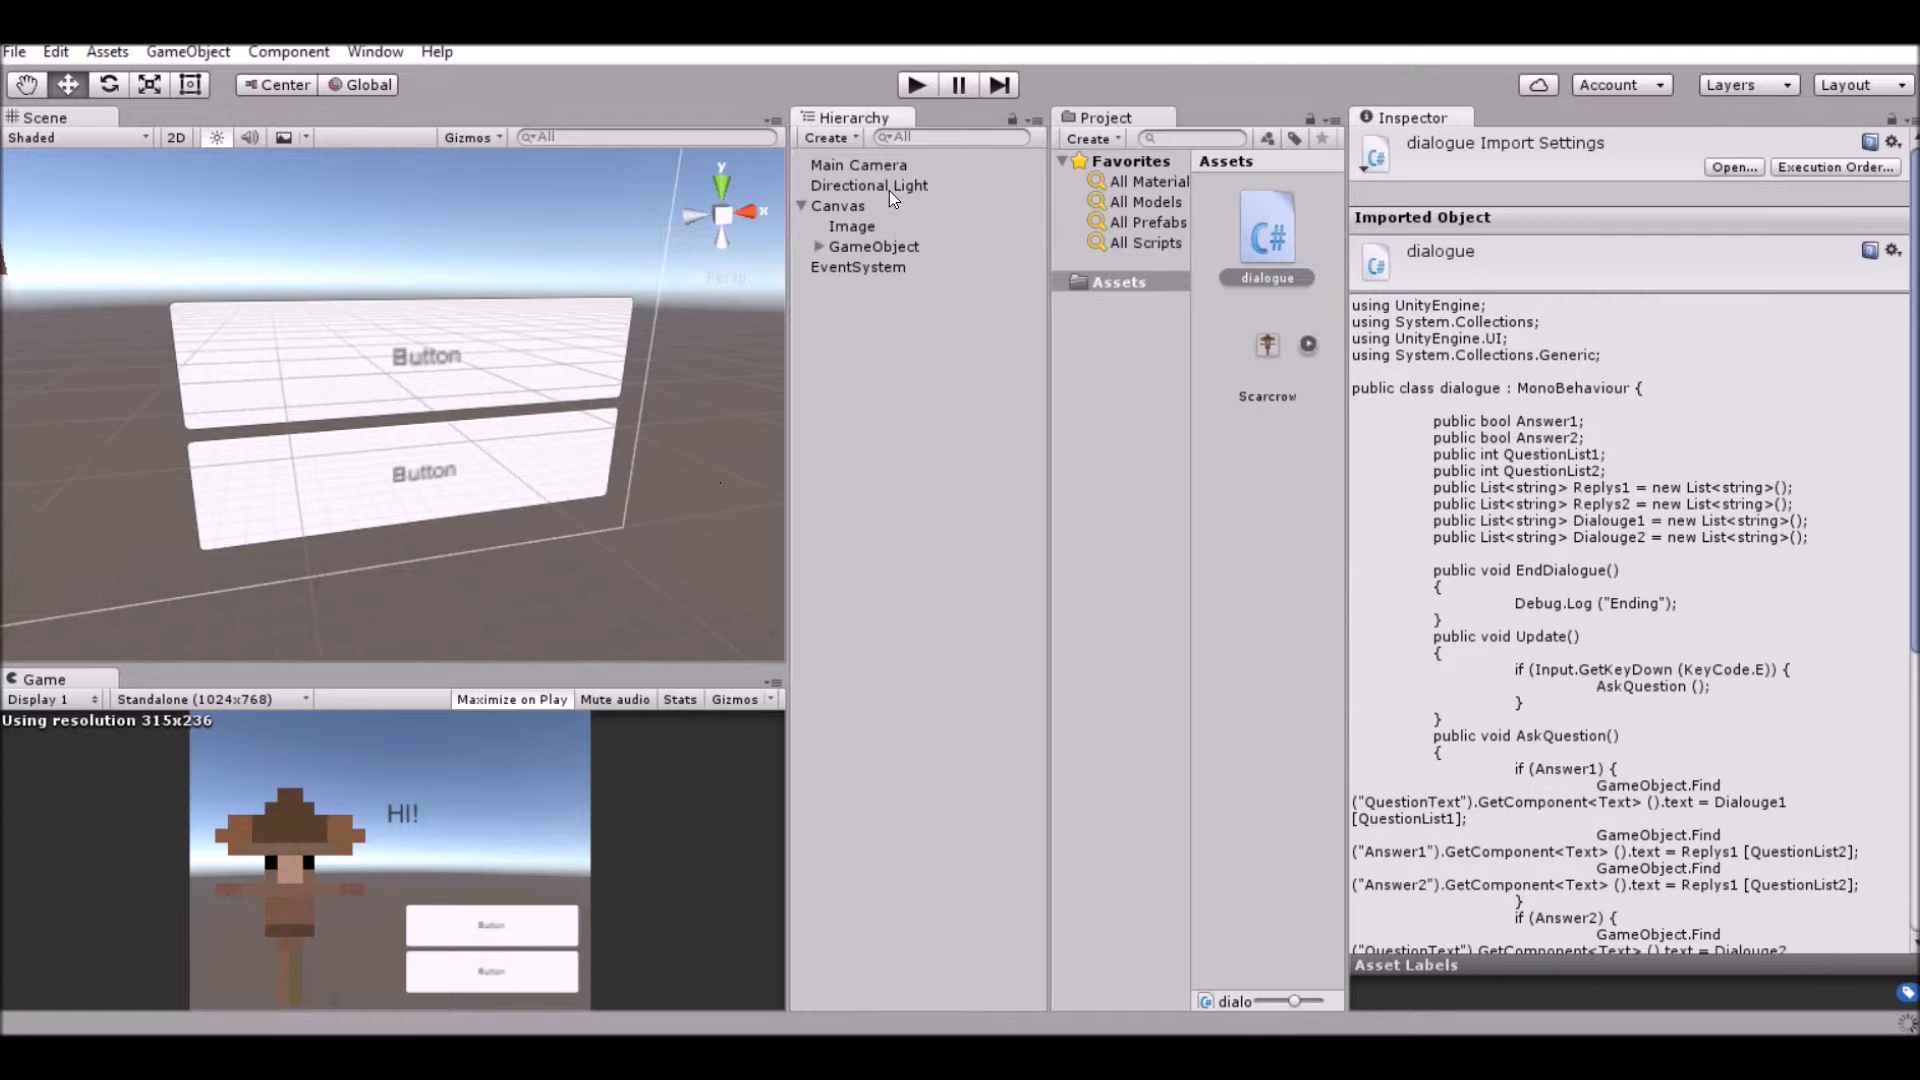 File Edit Assets GameObject Component Window Help
Center Global Account Layers Layout
Scene
Shaded 2D Gizmos All
Button
Button
y
x
Persp
Game
Display 1 Standalone (1024x768) Maximize on Play Mute audio Stats Gizmos
Using resolution 315x236
HI!
Button
Button
Hierarchy
Create All
Main Camera
Directional Light
Canvas
Image
GameObject
EventSystem
Project
Create
Favorites
All Material
All Models
All Prefabs
All Scripts
Assets
Assets
C#
dialogue
Scarcrow
dialo
Inspector
C#
dialogue Import Settings
Open... Execution Order...
Imported Object
C#
dialogue
using UnityEngine;
using System.Collections;
using UnityEngine.UI;
using System.Collections.Generic;
public class dialogue : MonoBehaviour {
public bool Answer1;
public bool Answer2;
public int QuestionList1;
public int QuestionList2;
public List<string> Replys1 = new List<string>();
public List<string> Replys2 = new List<string>();
public List<string> Dialouge1 = new List<string>();
public List<string> Dialouge2 = new List<string>();
public void EndDialogue()
{
Debug.Log ("Ending");
}
public void Update()
{
if (Input.GetKeyDown (KeyCode.E)) {
AskQuestion ();
}
}
public void AskQuestion()
{
if (Answer1) {
GameObject.Find
("QuestionText").GetComponent<Text> ().text = Dialouge1
[QuestionList1];
GameObject.Find
("Answer1").GetComponent<Text> ().text = Replys1 [QuestionList2];
GameObject.Find
("Answer2").GetComponent<Text> ().text = Replys1 [QuestionList2];
}
if (Answer2) {
GameObject.Find
("QuestionText").GetComponent<Text> ().text = Dialouge2
Asset Labels